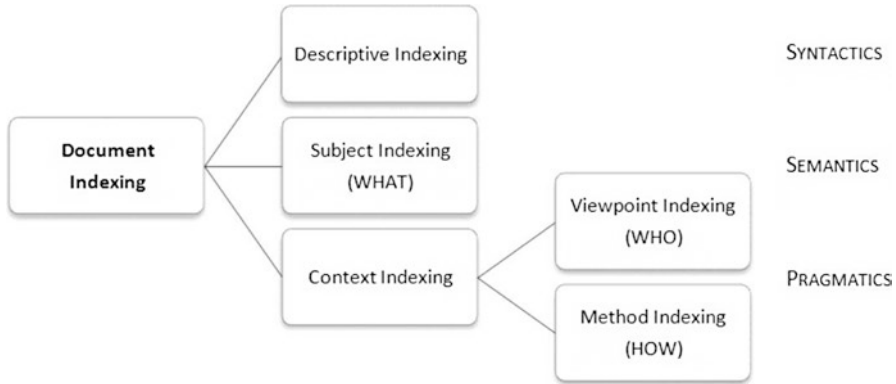 Descriptive Indexing
SYNTACTICS
Document
Indexing
Subject Indexing
(WHAT)
SEMANTICS
Viewpoint Indexing
(WHO)
Context Indexing
PRAGMATICS
Method Indexing
(HOW)